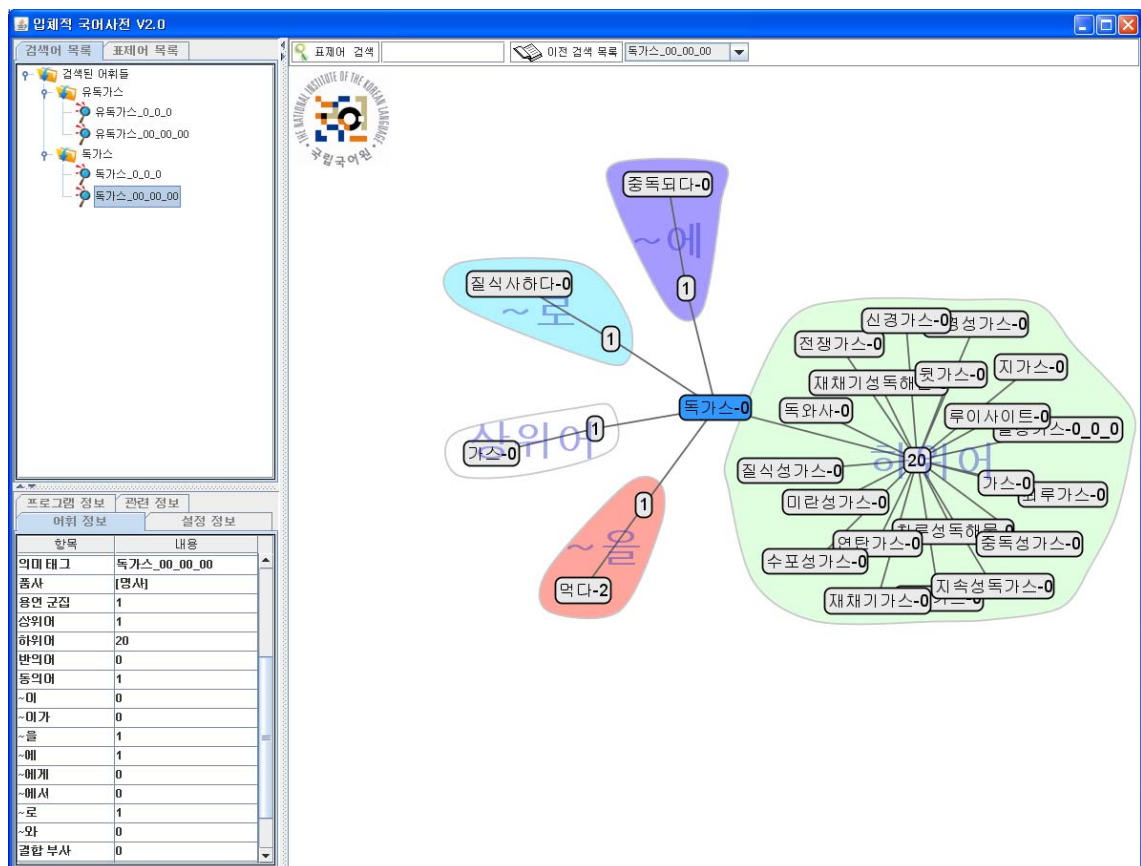 입체적 국어사전 V2.0
검색어 목록
표제어 목록
검색된 어휘들
유독가스
유독가스_0_0_0
유독가스_00_00_00
독가스
독가스_0_0_0
독가스_00_00_00
프로그램 정보
관련 정보
어휘 정보
설정 정보
항목 내용
의미 태그 독가스_00_00_00
품사 [명사]
용언 군집 1
상위어 1
하위어 20
반의어 0
동의어 1
~이 0
~이가 0
~을 1
~에 1
~에게 0
~에서 0
~로 1
~와 0
결합 부사 0
표제어 검색
이전 검색 목록
독가스_00_00_00
THE NATIONAL INSTITUTE OF THE KOREAN LANGUAGE
국립국어원
중독되다-0
~에
1
질식사하다-0
~로
1
독가스-0
상위어
1
가스-0
~을
1
먹다-2
하위어
20
신경가스-0
성가스-0
전쟁가스-0
재채기성독해
뒷가스-0
지가스-0
독와사-0
루이사이트-0
가스-0_0_0
질식성가스-0
가스-0
루가스-0
미란성가스-0
루성독해물-0
연탄가스-0
중독성가스-0
수포성가스-0
지속성독가스-0
재채기가스-0